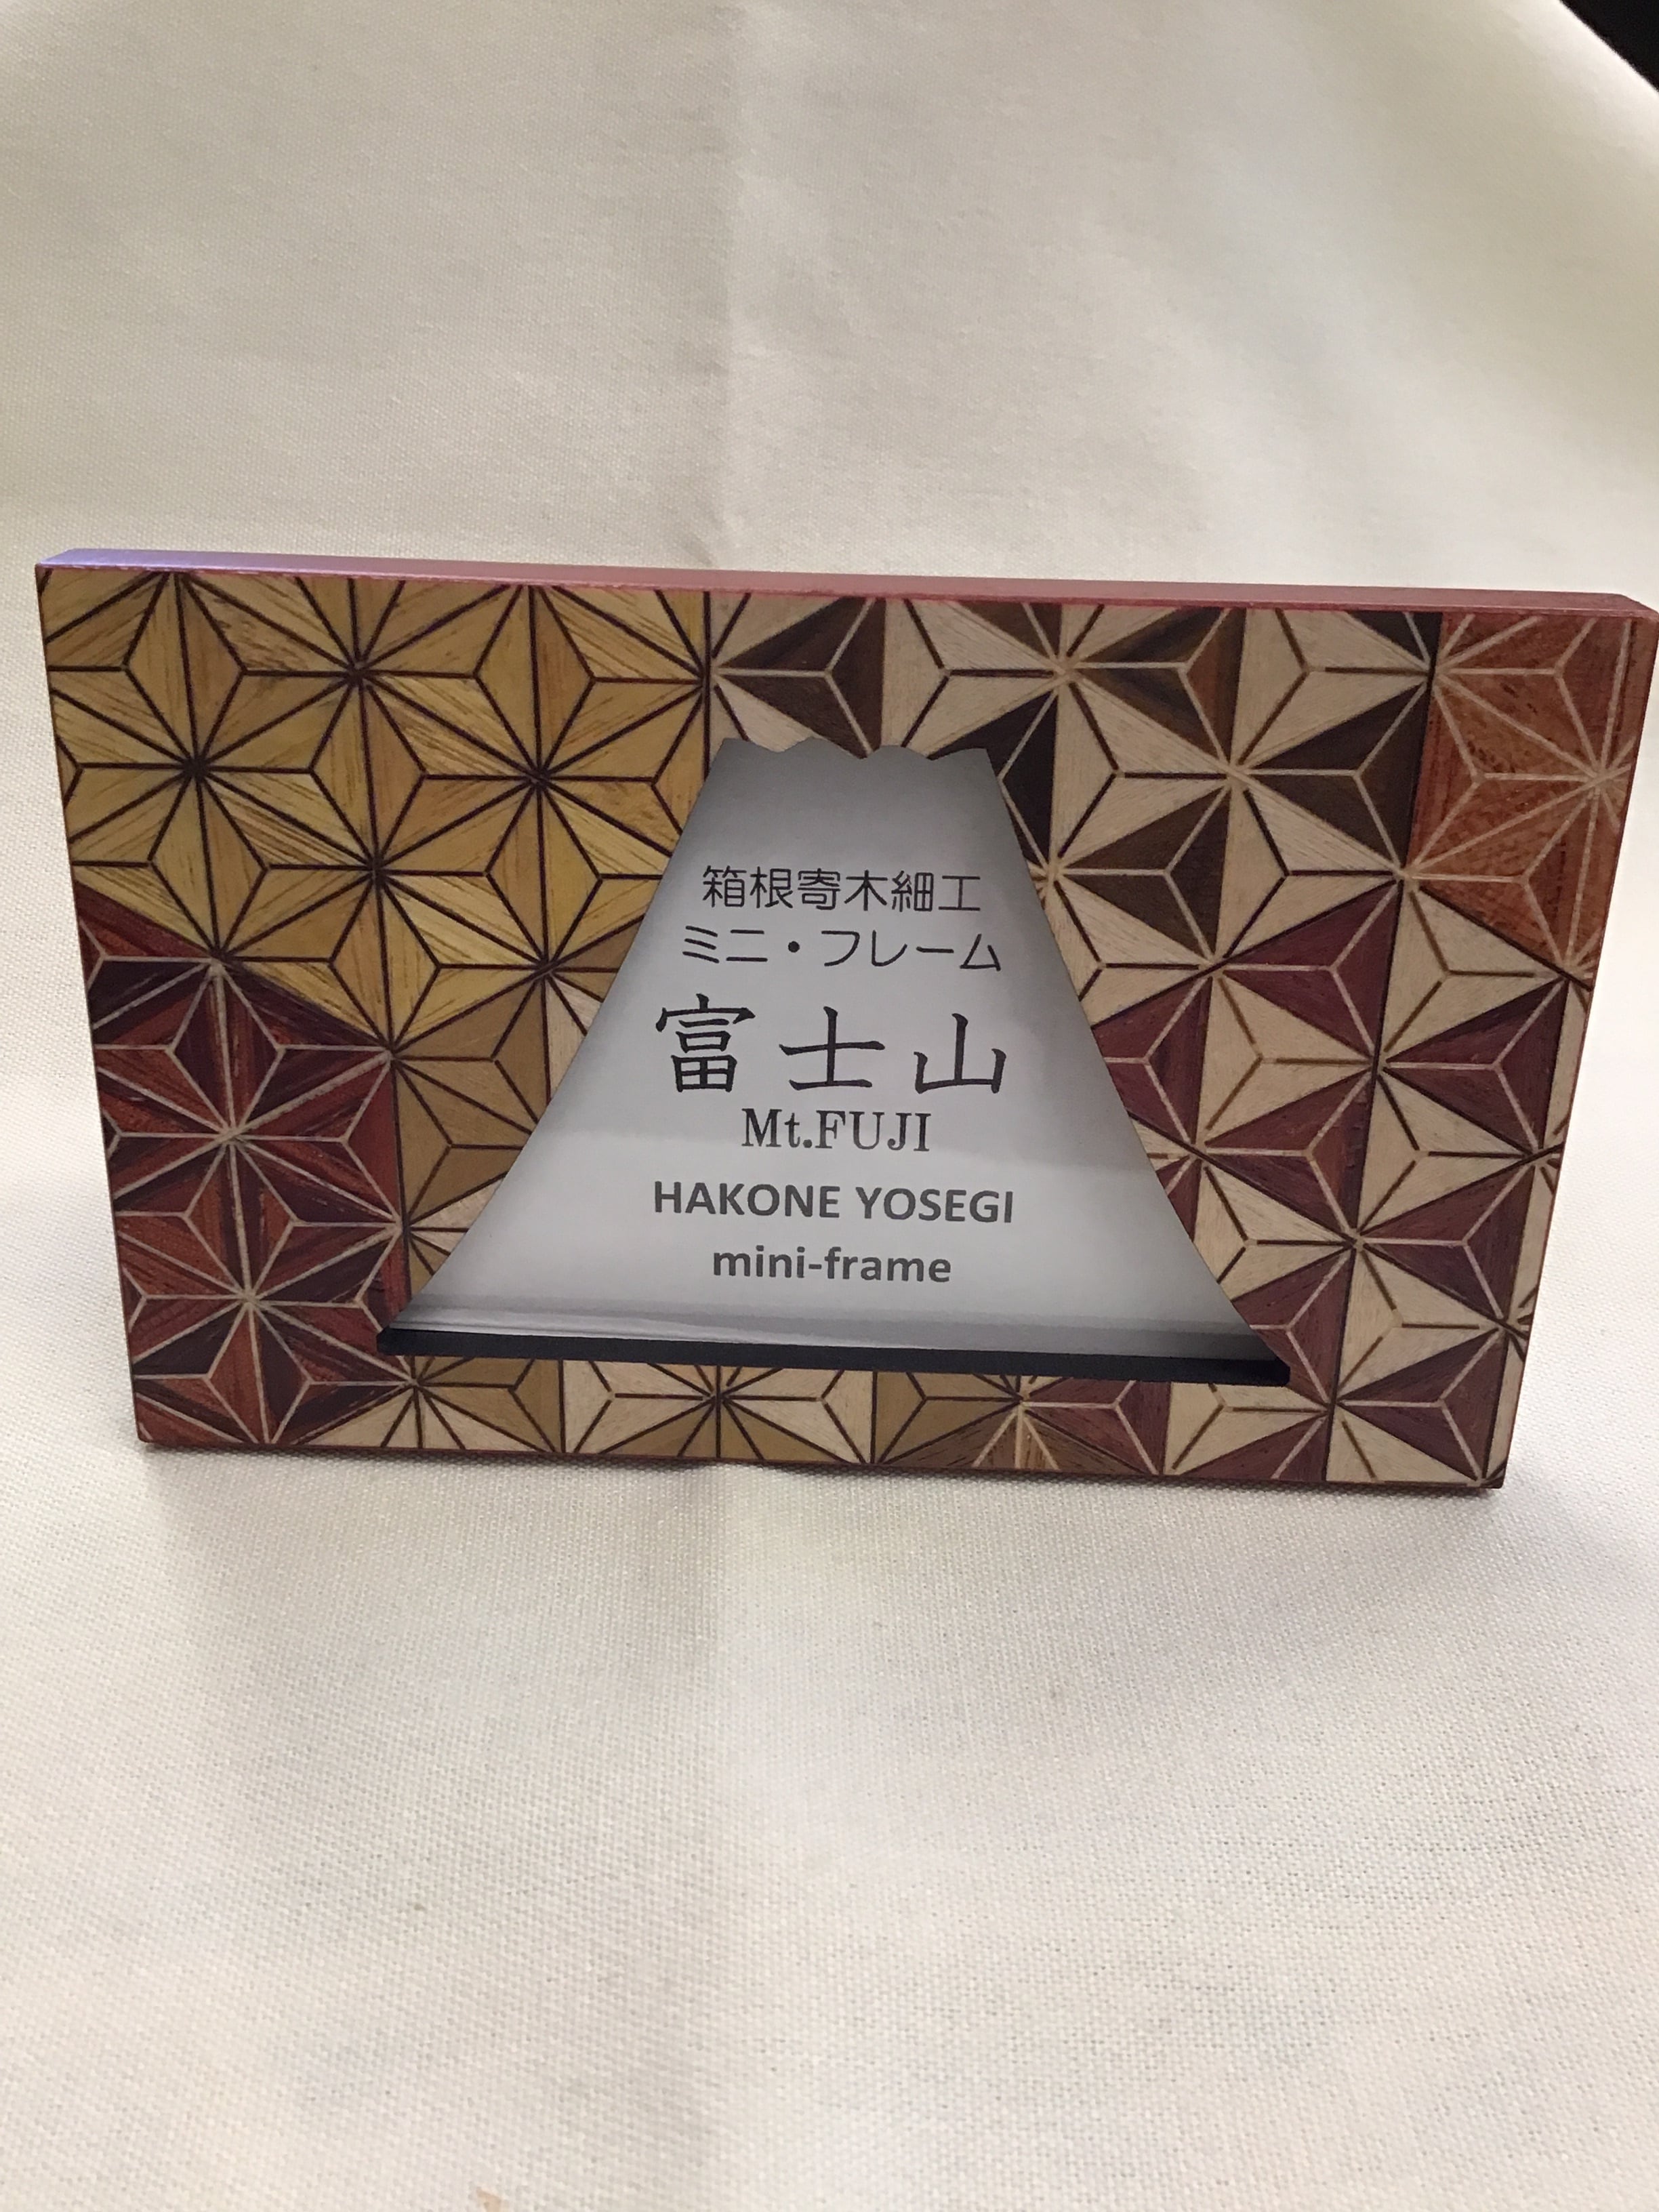 箱根寄木細工
ミニ・フレーム
富士山
Mt.FUJI
HAKONE YOSEGI
mini-frame